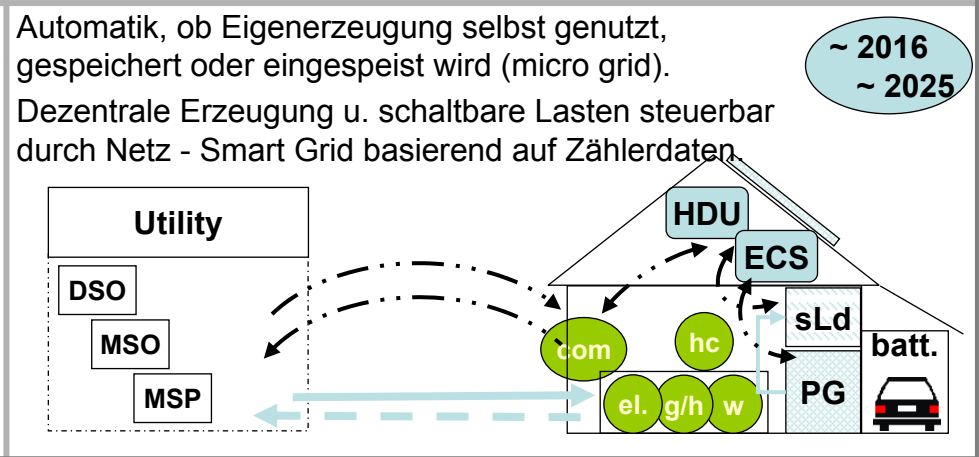 Automatik, ob Eigenerzeugung selbst genutzt,
gespeichert oder eingespeist wird (micro grid).
~ 2016
~ 2025
Dezentrale Erzeugung u. schaltbare Lasten steuerbar
durch Netz - Smart Grid basierend auf Zählerdaten.
Utility
DSO
MSO
MSP
HDU
ECS
com
hc
sLd
batt.
el. g/h w
PG